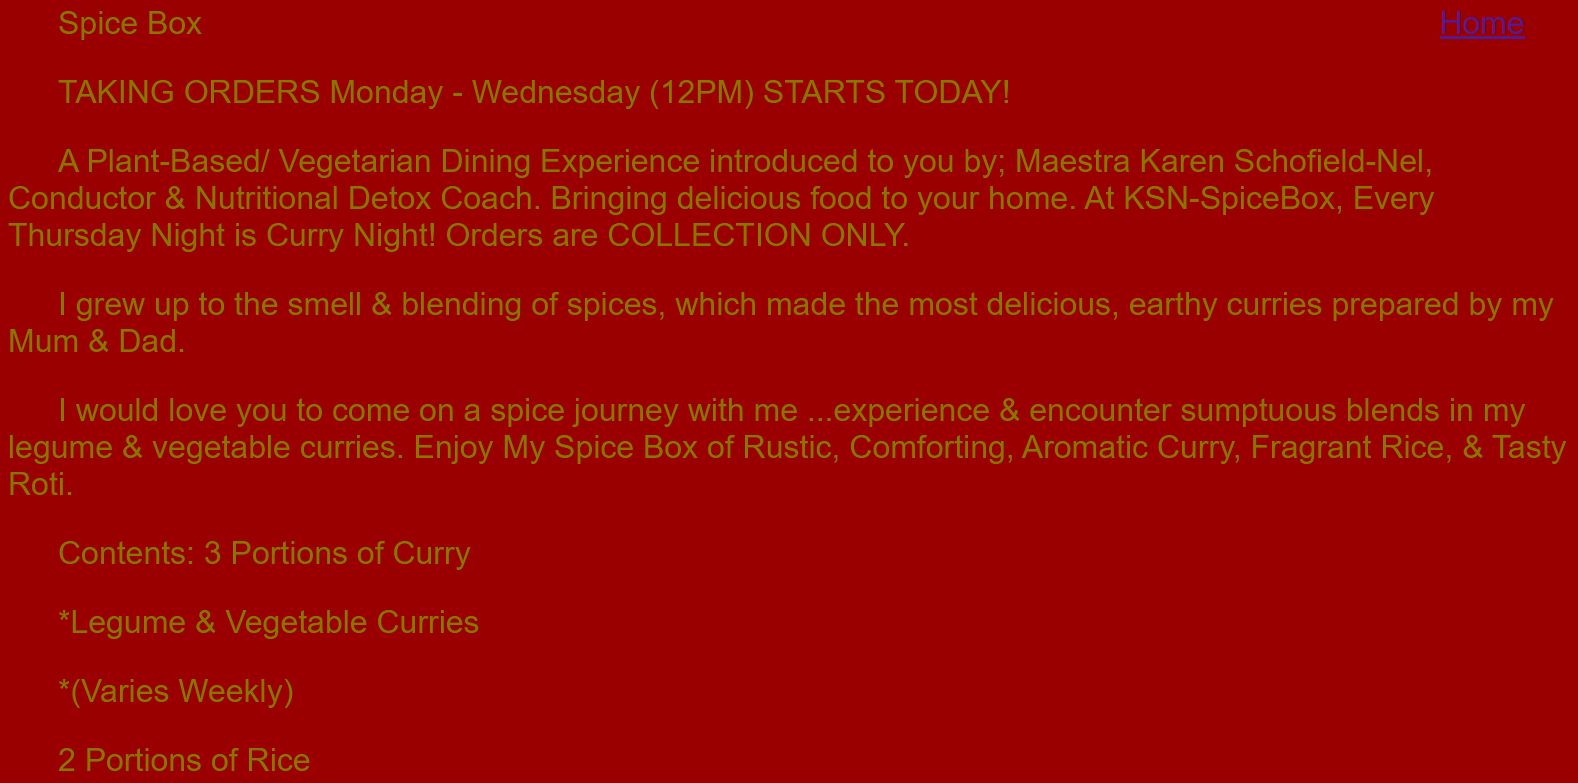 Spice Box Home
TAKING ORDERS Monday - Wednesday (12PM) STARTS TODAY!
A Plant-Based/ Vegetarian Dining Experience introduced to you by; Maestra Karen Schofield-Nel,
Conductor & Nutritional Detox Coach. Bringing delicious food to your home. At KSN-SpiceBox, Every
Thursday Night is Curry Night! Orders are COLLECTION ONLY.
I grew up to the smell & blending of spices, which made the most delicious, earthy curries prepared by my
Mum & Dad.
I would love you to come on a spice journey with me ...experience & encounter sumptuous blends in my
legume & vegetable curries. Enjoy My Spice Box of Rustic, Comforting, Aromatic Curry, Fragrant Rice, & Tasty
Roti.
Contents: 3 Portions of Curry
*Legume & Vegetable Curries
*(Varies Weekly)
2 Portions of Rice